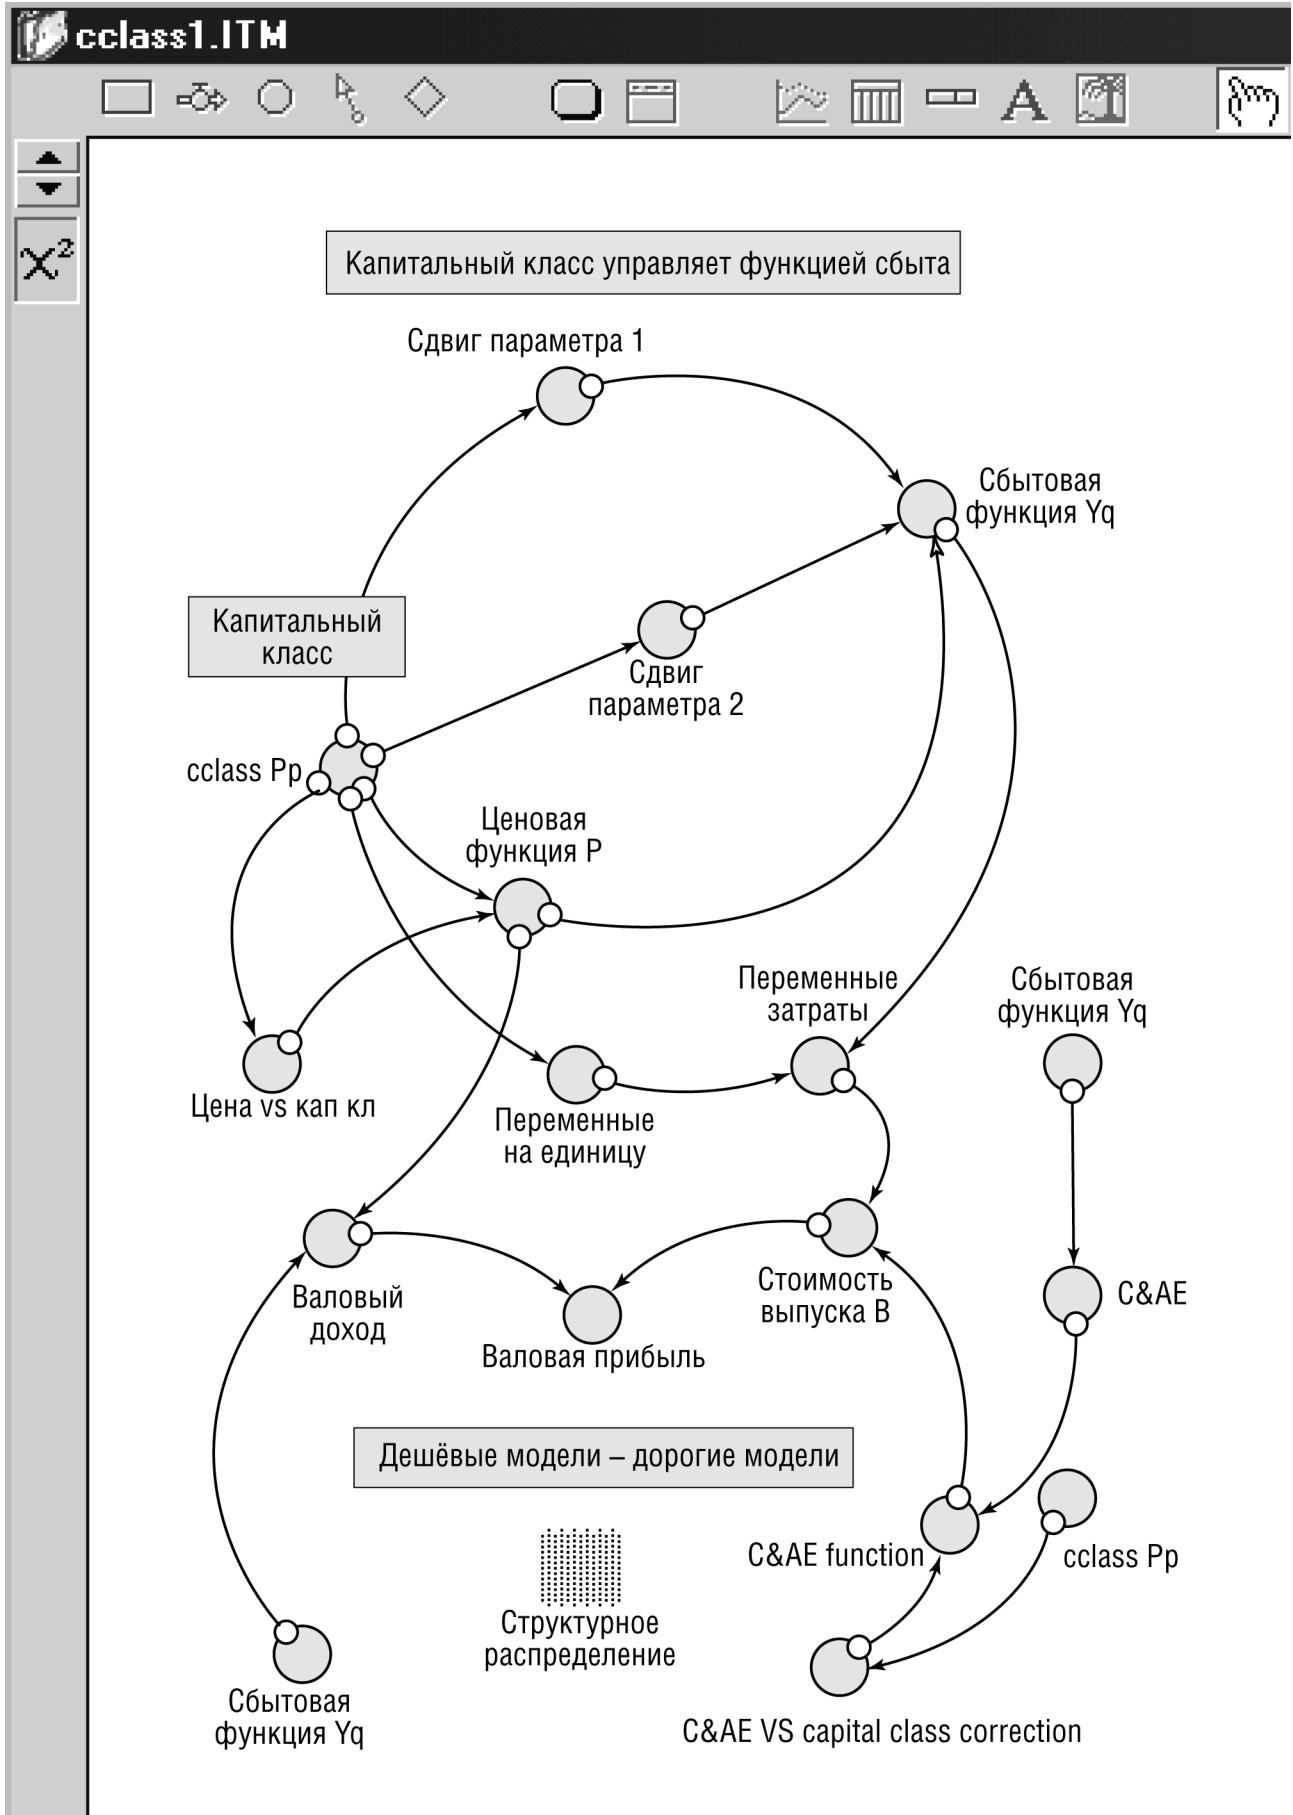 cclass1.ITM
A
x²
Капитальный класс управляет функцией сбыта
Сдвиг параметра 1
Сбытовая
функция Yq
Капитальный
класс
Сдвиг
параметра 2
cclass Pp
Ценовая
функция P
Переменные
затраты
Сбытовая
функция Yq
Цена vs кап кл
Переменные
на единицу
Валовый
доход
Стоимость
выпуска B
C&AE
Валовая прибыль
Дешёвые модели – дорогие модели
C&AE function
cclass Pp
Структурное
распределение
Сбытовая
функция Yq
C&AE VS capital class correction